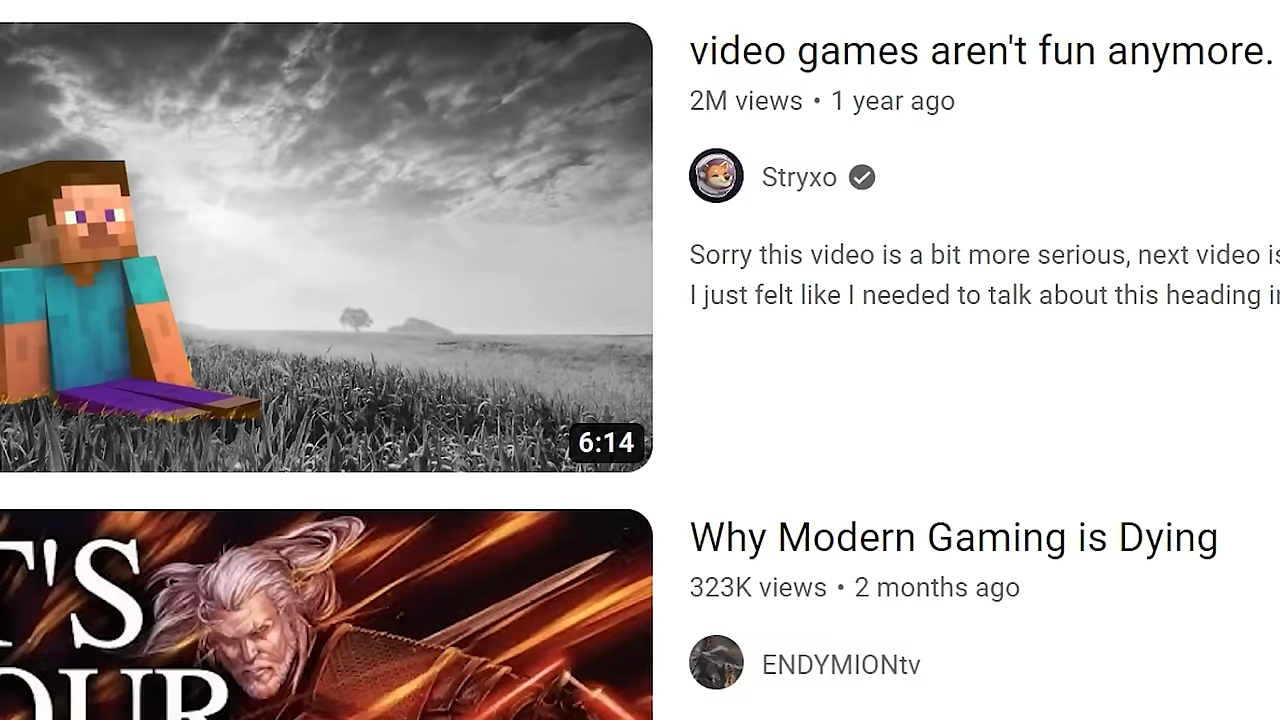 video games aren't fun anymore.
2M views • 1 year ago
Stryxo
Sorry this video is a bit more serious, next video is
I just felt like I needed to talk about this heading in
6:14
T'S
OUR
Why Modern Gaming is Dying
323K views • 2 months ago
ENDYMIONtv